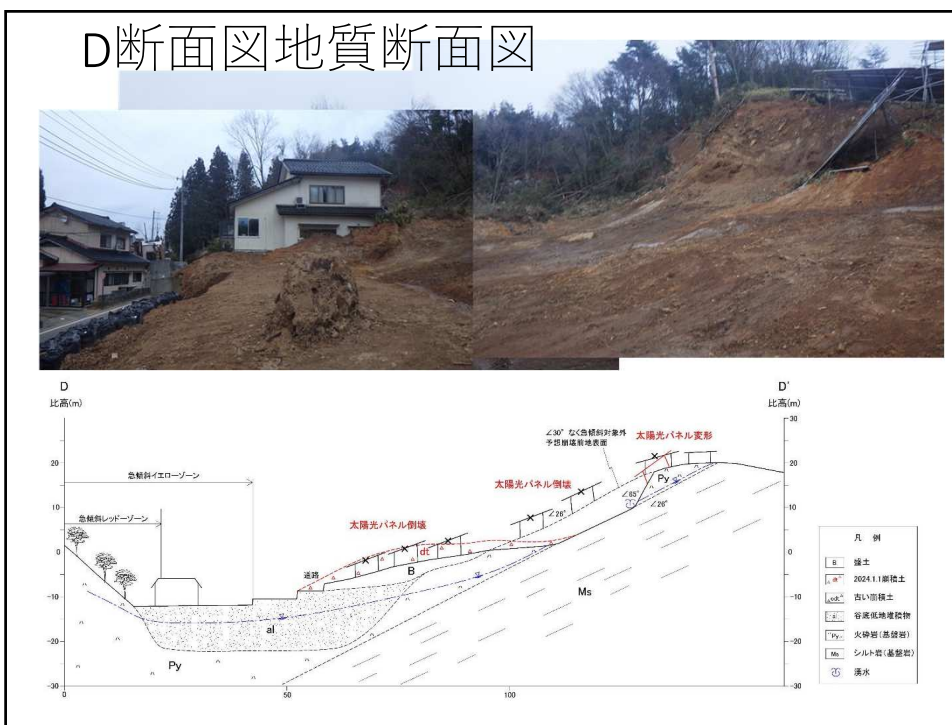 D断面図地質断面図
D
比高(m)
D'
比高(m)
30
20
10
0
-10
-20
-30
20
10
0
-10
-20
-30
0
50
100
急傾斜イエローゾーン
急傾斜レッドーゾーン
太陽光パネル倒壊
道路
dt
B
al
Py
Ms
太陽光パネル倒壊
∠26°
∠30°なく急傾斜対象外
予想崩壊前地表面
太陽光パネル変形
Py
∠65°
∠26°
凡 例
B 盛土
dt 2024.1.1崩積土
odt 古い崩積土
al 谷底低地堆積物
Py 火砕岩(基盤岩)
Ms シルト岩(基盤岩)
湧水